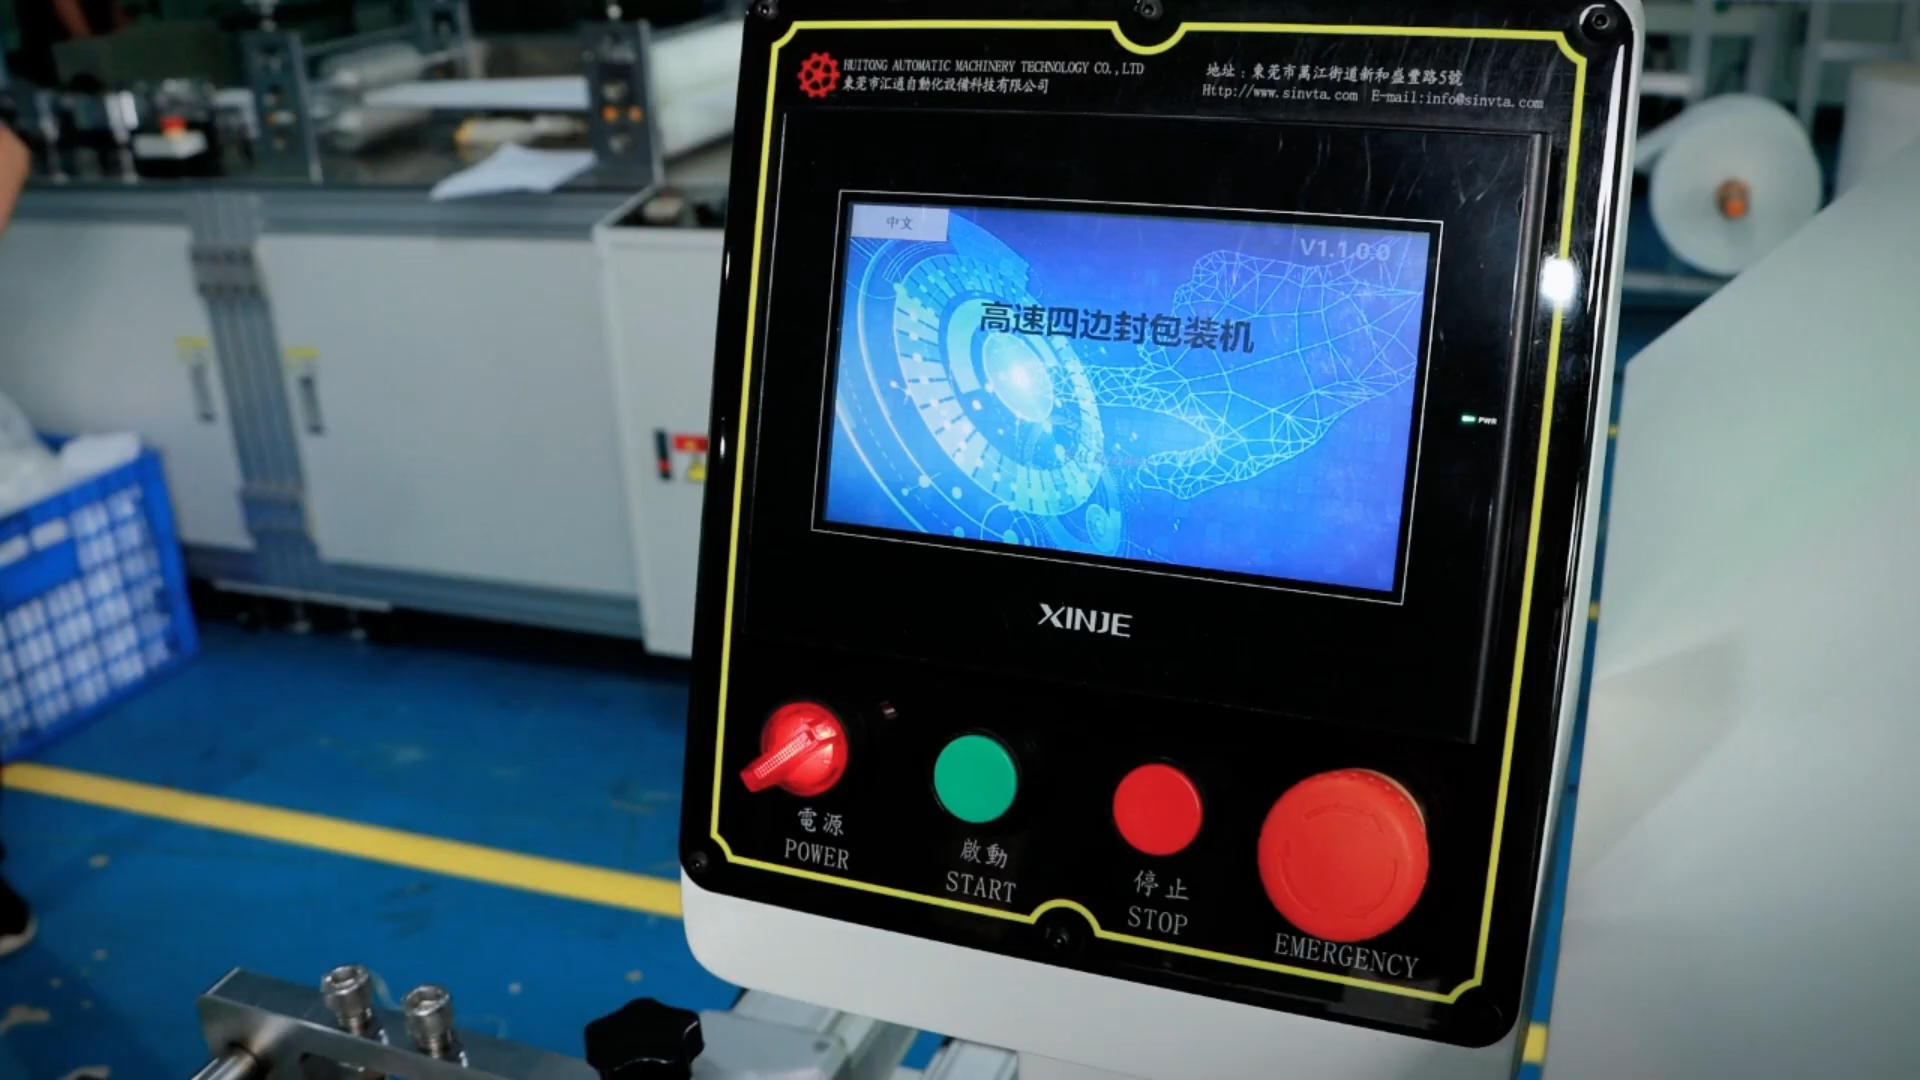 HUITONG AUTOMATIC MACHINERY TECHNOLOGY CO.,LTD
東莞市汇通自動化設備科技有限公司
地址：東莞市萬江街道新和盛豐路5號
Http://www.sinvta.com E-mail:info@sinvta.com
中文
V1.1.0.0
高速四边封包装机
PWR
XINJE
電源
POWER
啟動
START
停止
STOP
EMERGENCY